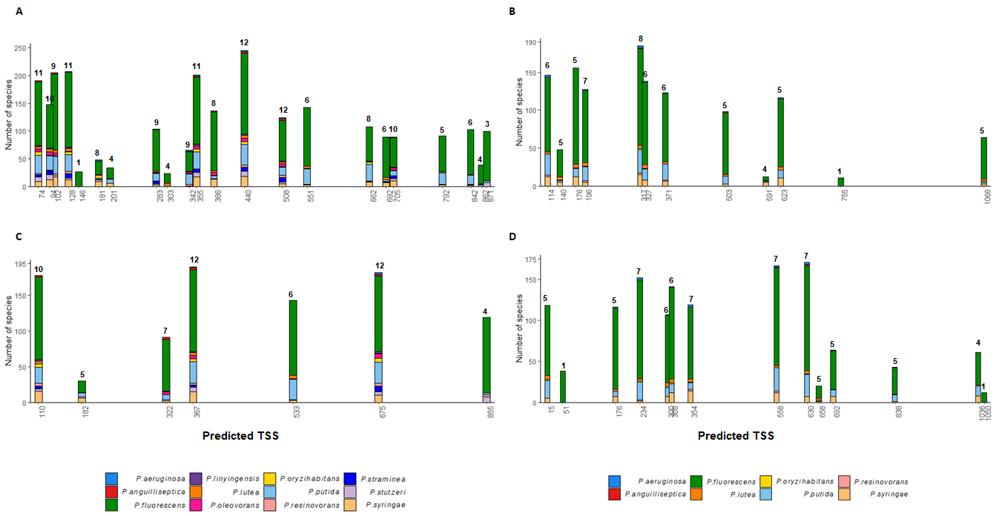 A
Number of species
250
200
150
100
50
0
11 10 9 11 1 8 4 9 4 9 11 8 12 12 6 8 6 10 5 6 4 3
74 94 102 128 146 181 201 283 303 342 355 386 440 508 551 662 692 705 792 842 862 871
B
Number of species
190
150
100
50
0
6 5 5 7 8 6 6 5 4 5 1 5
114 140 176 196 317 327 371 503 591 623 755 1068
C
Number of species
195
150
100
50
0
10 5 7 12 6 12 4
110 182 322 367 533 675 855
Predicted TSS
D
Number of species
175
150
100
50
0
5 1 5 7 6 6 7 7 7 5 5 5 4 1
15 51 176 234 309 354 558 630 658 692 838 1036 1050
Predicted TSS
P.aeruginosa P.linyingensis P.oryzihabitans P.straminea
P.anguilliseptica P.lutea P.putida P.stutzeri
P.fluorescens P.oleovorans P.resinovorans P.syringae
P.aeruginosa P.fluorescens P.oryzihabitans P.resinovorans
P.anguilliseptica P.lutea P.putida P.syringae